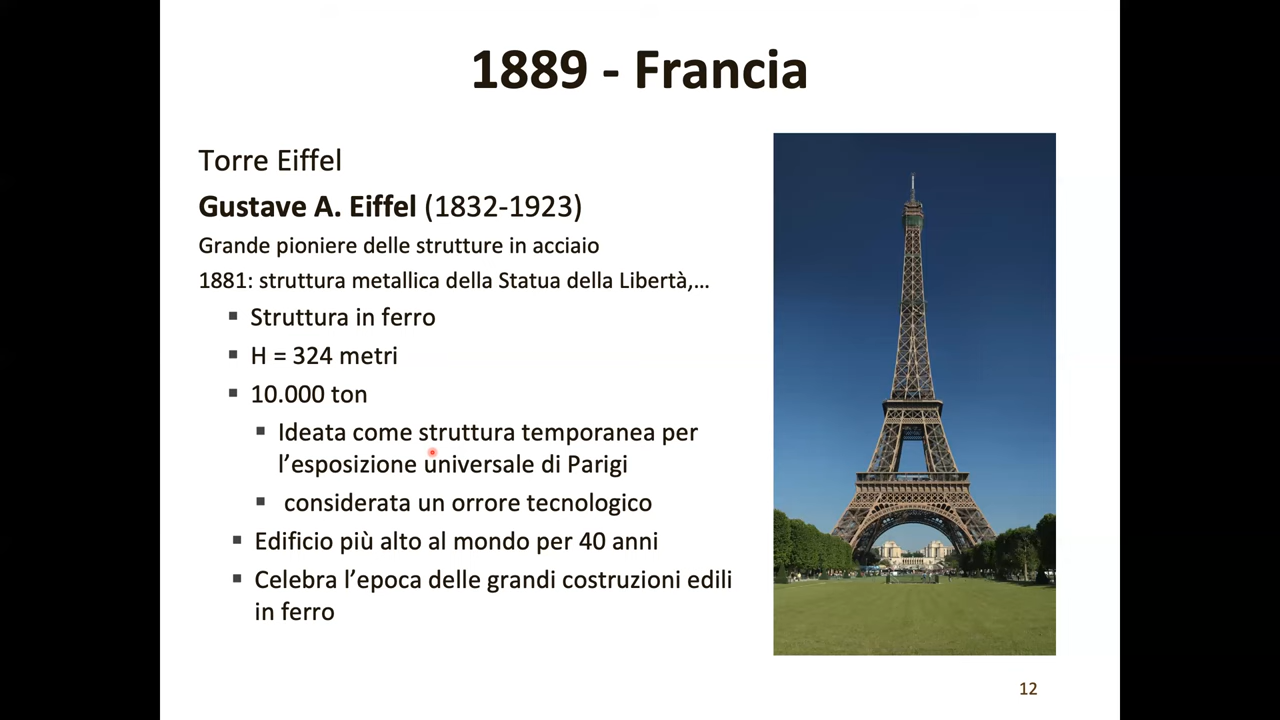 1889 - Francia
Torre Eiffel
Gustave A. Eiffel (1832-1923)
Grande pioniere delle strutture in acciaio
1881: struttura metallica della Statua della Libertà,...
▪ Struttura in ferro
▪ H = 324 metri
▪ 10.000 ton
▪ Ideata come struttura temporanea per
l’esposizione universale di Parigi
▪ considerata un orrore tecnologico
▪ Edificio più alto al mondo per 40 anni
▪ Celebra l’epoca delle grandi costruzioni edili
in ferro
12